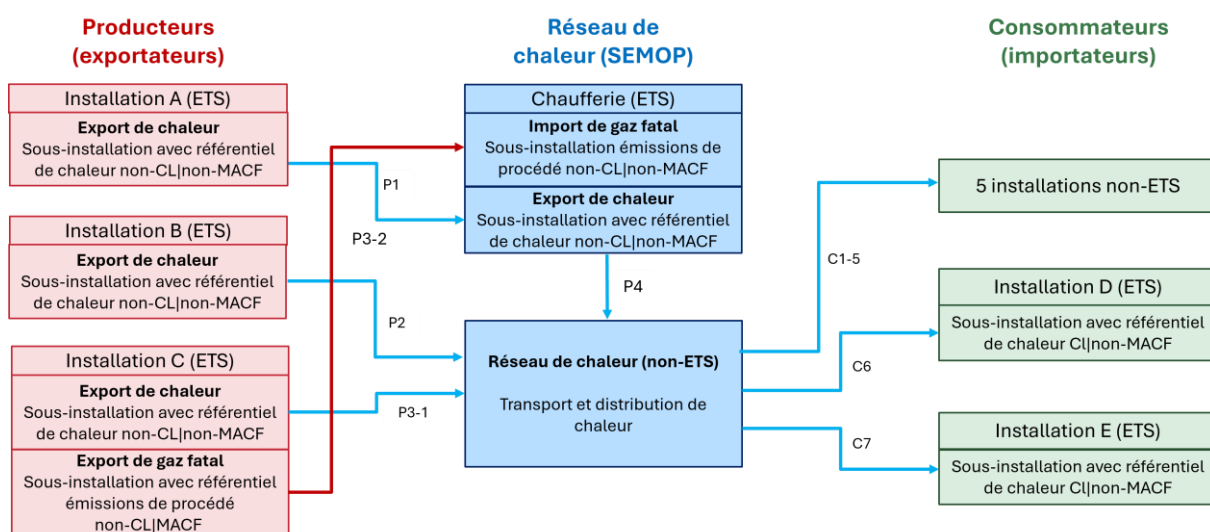 Producteurs
(exportateurs)
Réseau de
chaleur (SEMOP)
Consommateurs
(importateurs)
Installation A (ETS)
Export de chaleur
Sous-installation avec référentiel
de chaleur non-CL|non-MACF
Installation B (ETS)
Export de chaleur
Sous-installation avec référentiel
de chaleur non-CL|non-MACF
Installation C (ETS)
Export de chaleur
Sous-installation avec référentiel
de chaleur non-CL|non-MACF
Export de gaz fatal
Sous-installation avec référentiel
émissions de procédé
non-CL|MACF
P1
P3-2
P2
P3-1
Chaufferie (ETS)
Import de gaz fatal
Sous-installation émissions de
procédé non-CL|non-MACF
Export de chaleur
Sous-installation avec référentiel
de chaleur non-CL|non-MACF
P4
Réseau de chaleur (non-ETS)
Transport et distribution de
chaleur
C1-5
C6
C7
5 installations non-ETS
Installation D (ETS)
Sous-installation avec référentiel
de chaleur Cl|non-MACF
Installation E (ETS)
Sous-installation avec référentiel
de chaleur Cl|non-MACF